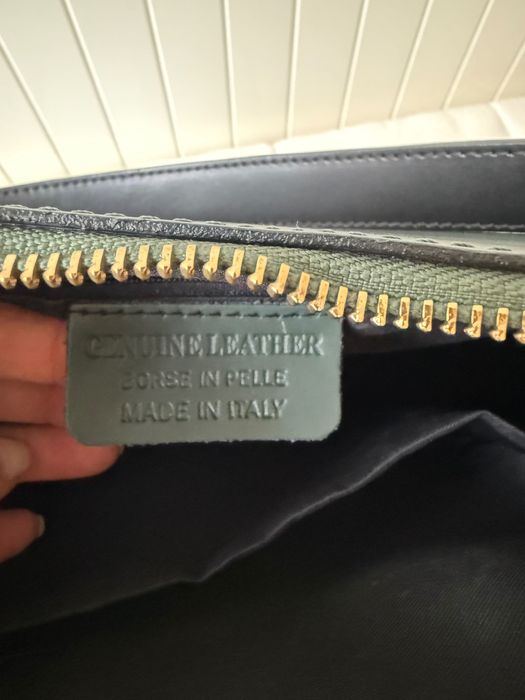 GENUINE LEATHER
BORSE IN PELLE
MADE IN ITALY